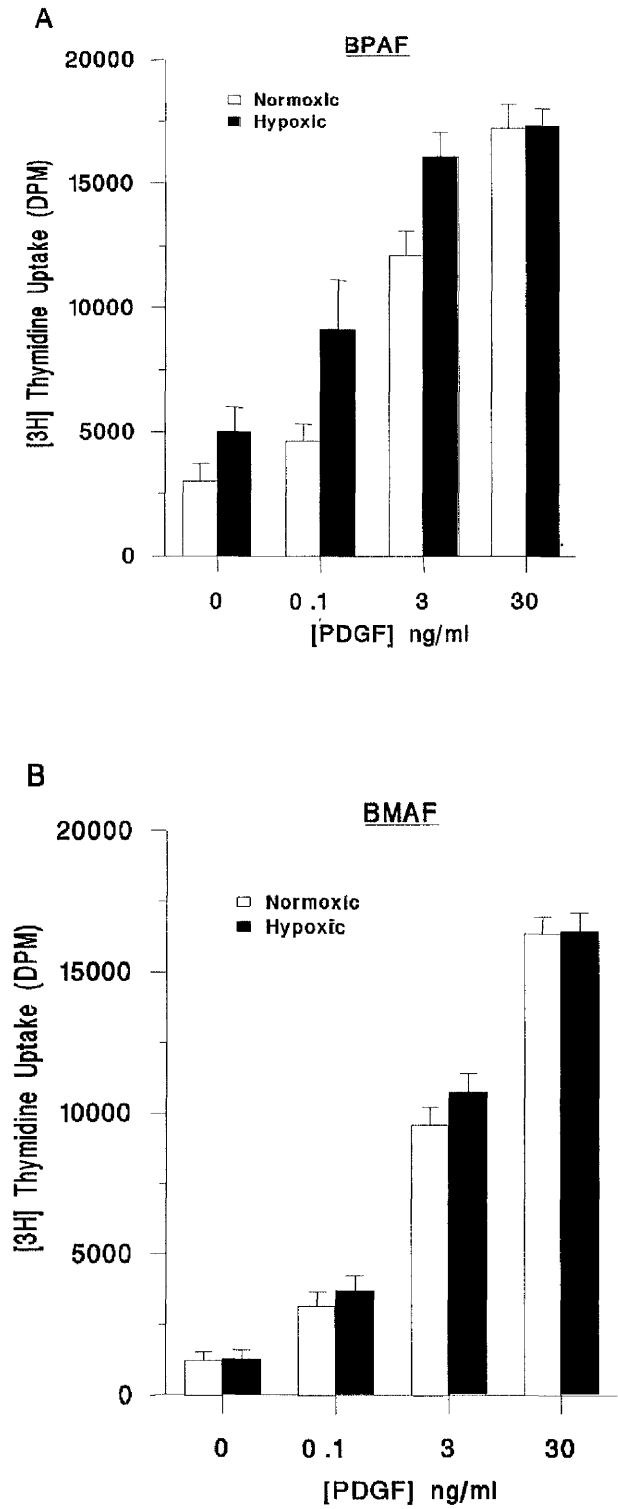 A
BPAF
20000
Normoxic
Hypoxic
15000
10000
5000
0
[3H] Thymidine Uptake (DPM)
0 0.1 3 30
[PDGF] ng/ml
B
BMAF
20000
Normoxic
Hypoxic
15000
10000
5000
0
[3H] Thymidine Uptake (DPM)
0 0.1 3 30
[PDGF] ng/ml